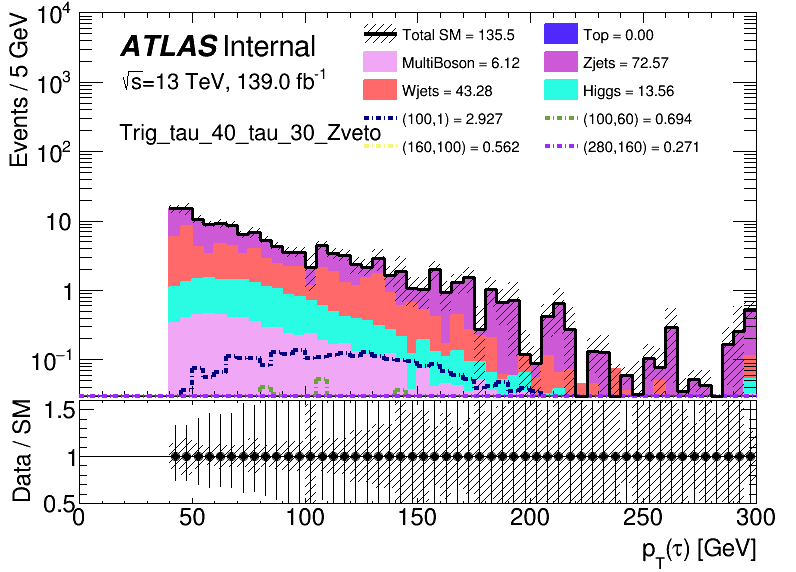 ATLAS Internal
√s=13 TeV, 139.0 fb⁻¹
Trig_tau_40_tau_30_Zveto
Total SM = 135.5
Top = 0.00
MultiBoson = 6.12
Zjets = 72.57
Wjets = 43.28
Higgs = 13.56
(100,1) = 2.927
(100,60) = 0.694
(160,100) = 0.562
(280,160) = 0.271
Events / 5 GeV
10⁴
10³
10²
10
1
10⁻¹
Data / SM
1.5
1
0.5
0 50 100 150 200 250 300
p_T(τ) [GeV]